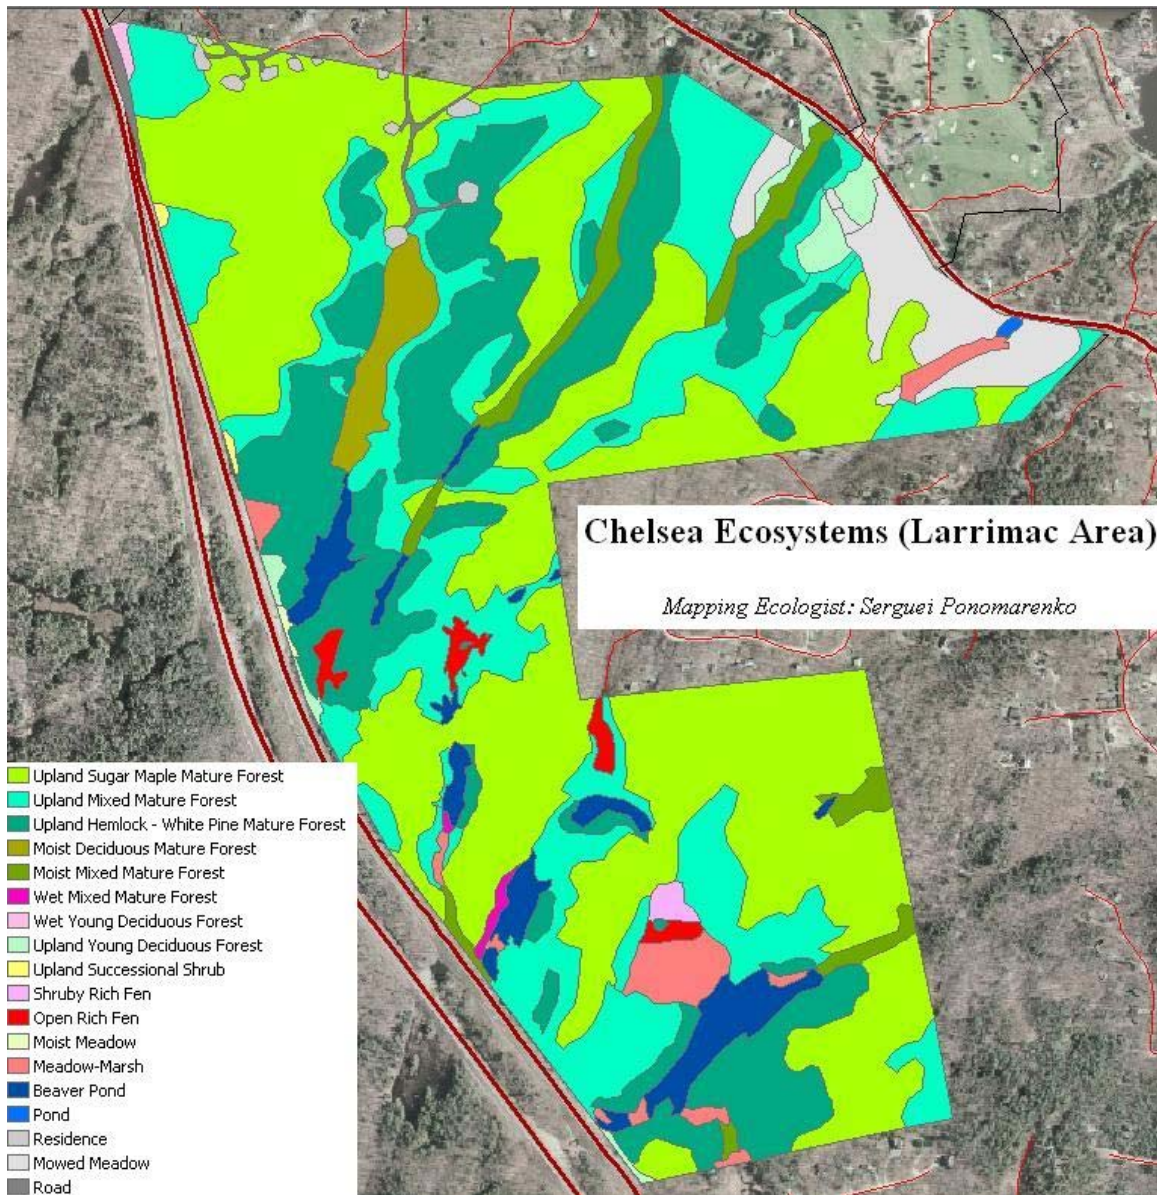 Chelsea Ecosystems (Larrimac Area)
Mapping Ecologist: Serguei Ponomarenko
Upland Sugar Maple Mature Forest
Upland Mixed Mature Forest
Upland Hemlock - White Pine Mature Forest
Moist Deciduous Mature Forest
Moist Mixed Mature Forest
Wet Mixed Mature Forest
Wet Young Deciduous Forest
Upland Young Deciduous Forest
Upland Successional Shrub
Shruby Rich Fen
Open Rich Fen
Moist Meadow
Meadow-Marsh
Beaver Pond
Pond
Residence
Mowed Meadow
Road